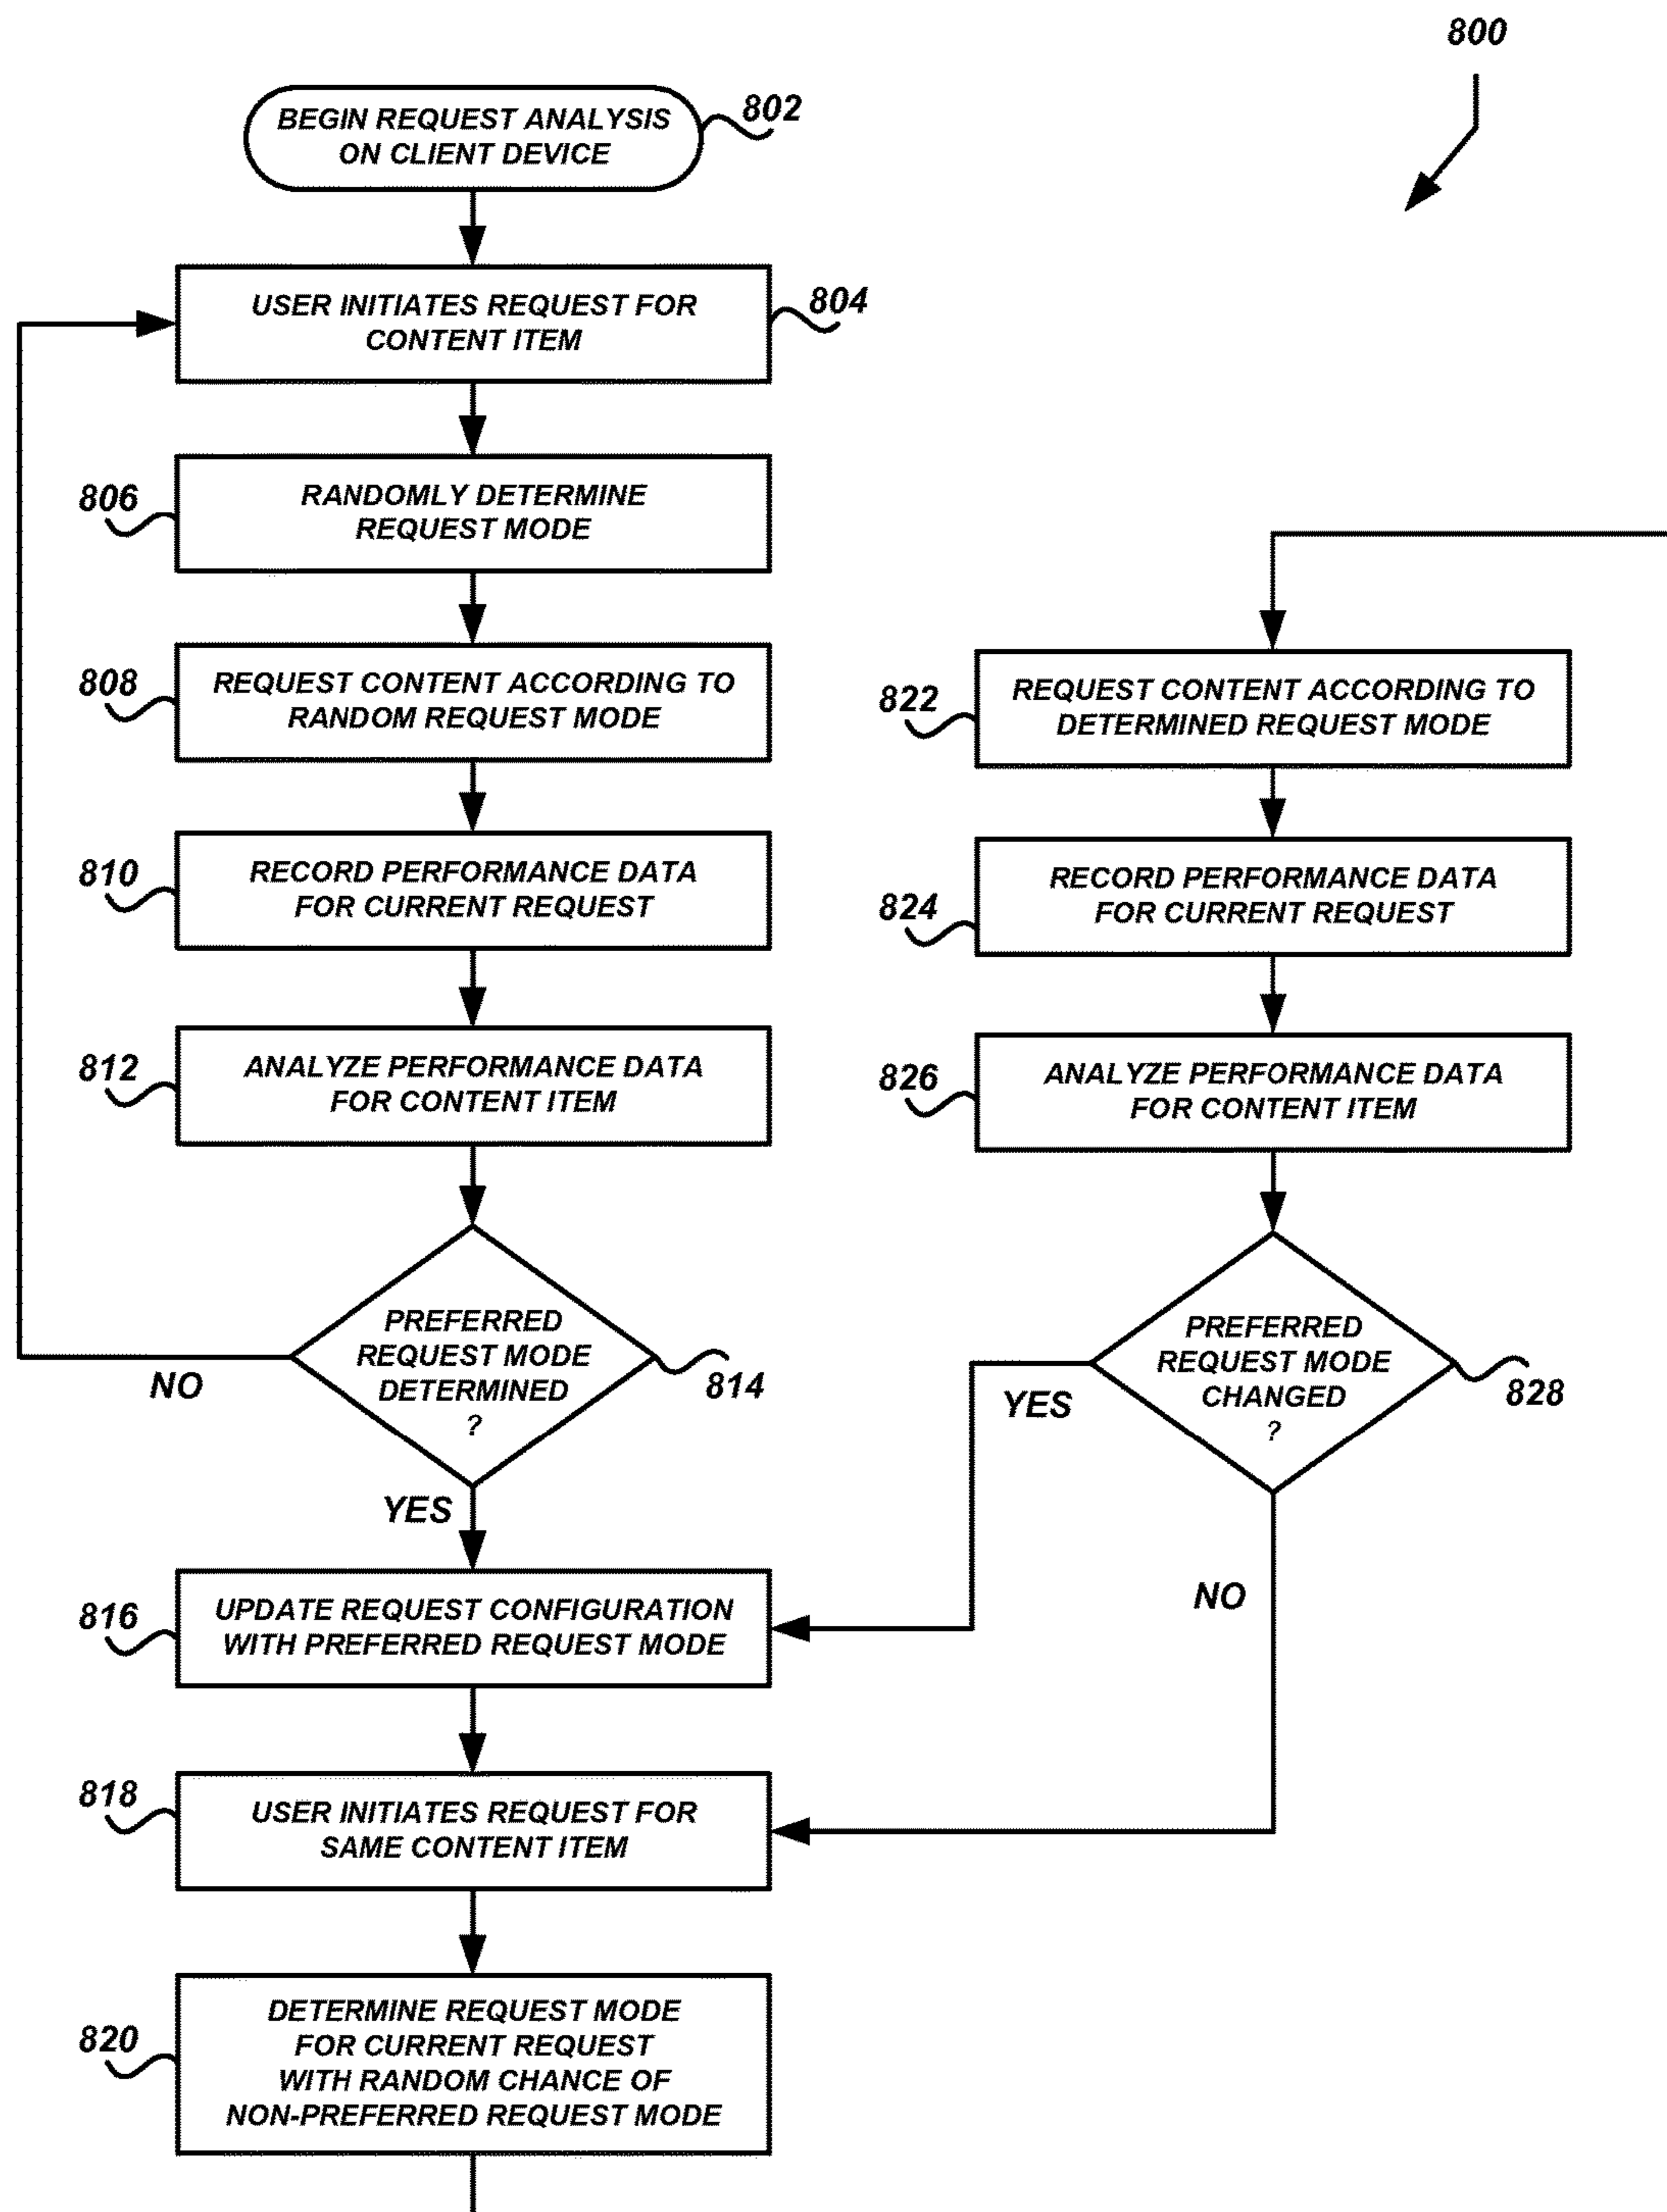 800
BEGIN REQUEST ANALYSIS
ON CLIENT DEVICE
802
USER INITIATES REQUEST FOR
CONTENT ITEM
804
806
RANDOMLY DETERMINE
REQUEST MODE
808
REQUEST CONTENT ACCORDING TO
RANDOM REQUEST MODE
810
RECORD PERFORMANCE DATA
FOR CURRENT REQUEST
812
ANALYZE PERFORMANCE DATA
FOR CONTENT ITEM
PREFERRED
REQUEST MODE
DETERMINED
?
814
NO
YES
816
UPDATE REQUEST CONFIGURATION
WITH PREFERRED REQUEST MODE
818
USER INITIATES REQUEST FOR
SAME CONTENT ITEM
820
DETERMINE REQUEST MODE
FOR CURRENT REQUEST
WITH RANDOM CHANCE OF
NON-PREFERRED REQUEST MODE
822
REQUEST CONTENT ACCORDING TO
DETERMINED REQUEST MODE
824
RECORD PERFORMANCE DATA
FOR CURRENT REQUEST
826
ANALYZE PERFORMANCE DATA
FOR CONTENT ITEM
PREFERRED
REQUEST MODE
CHANGED
?
828
YES
NO